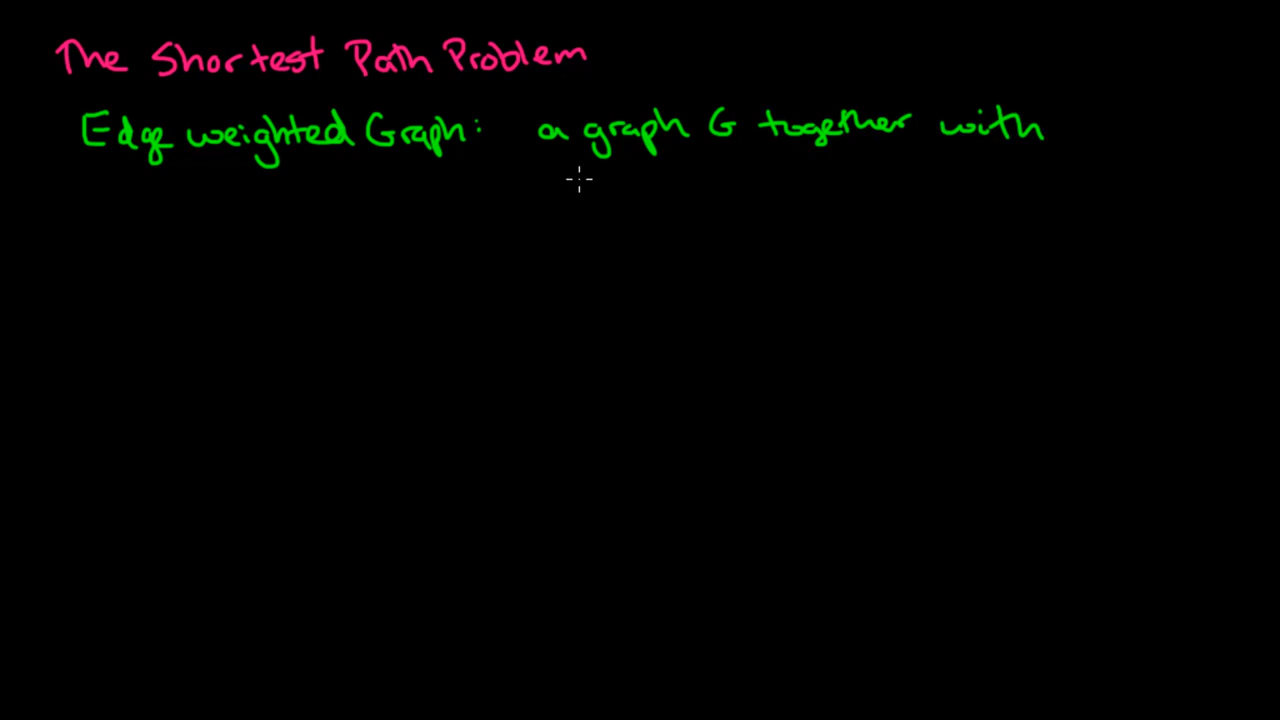 The Shortest Path Problem
Edge weighted Graph: a graph G together with